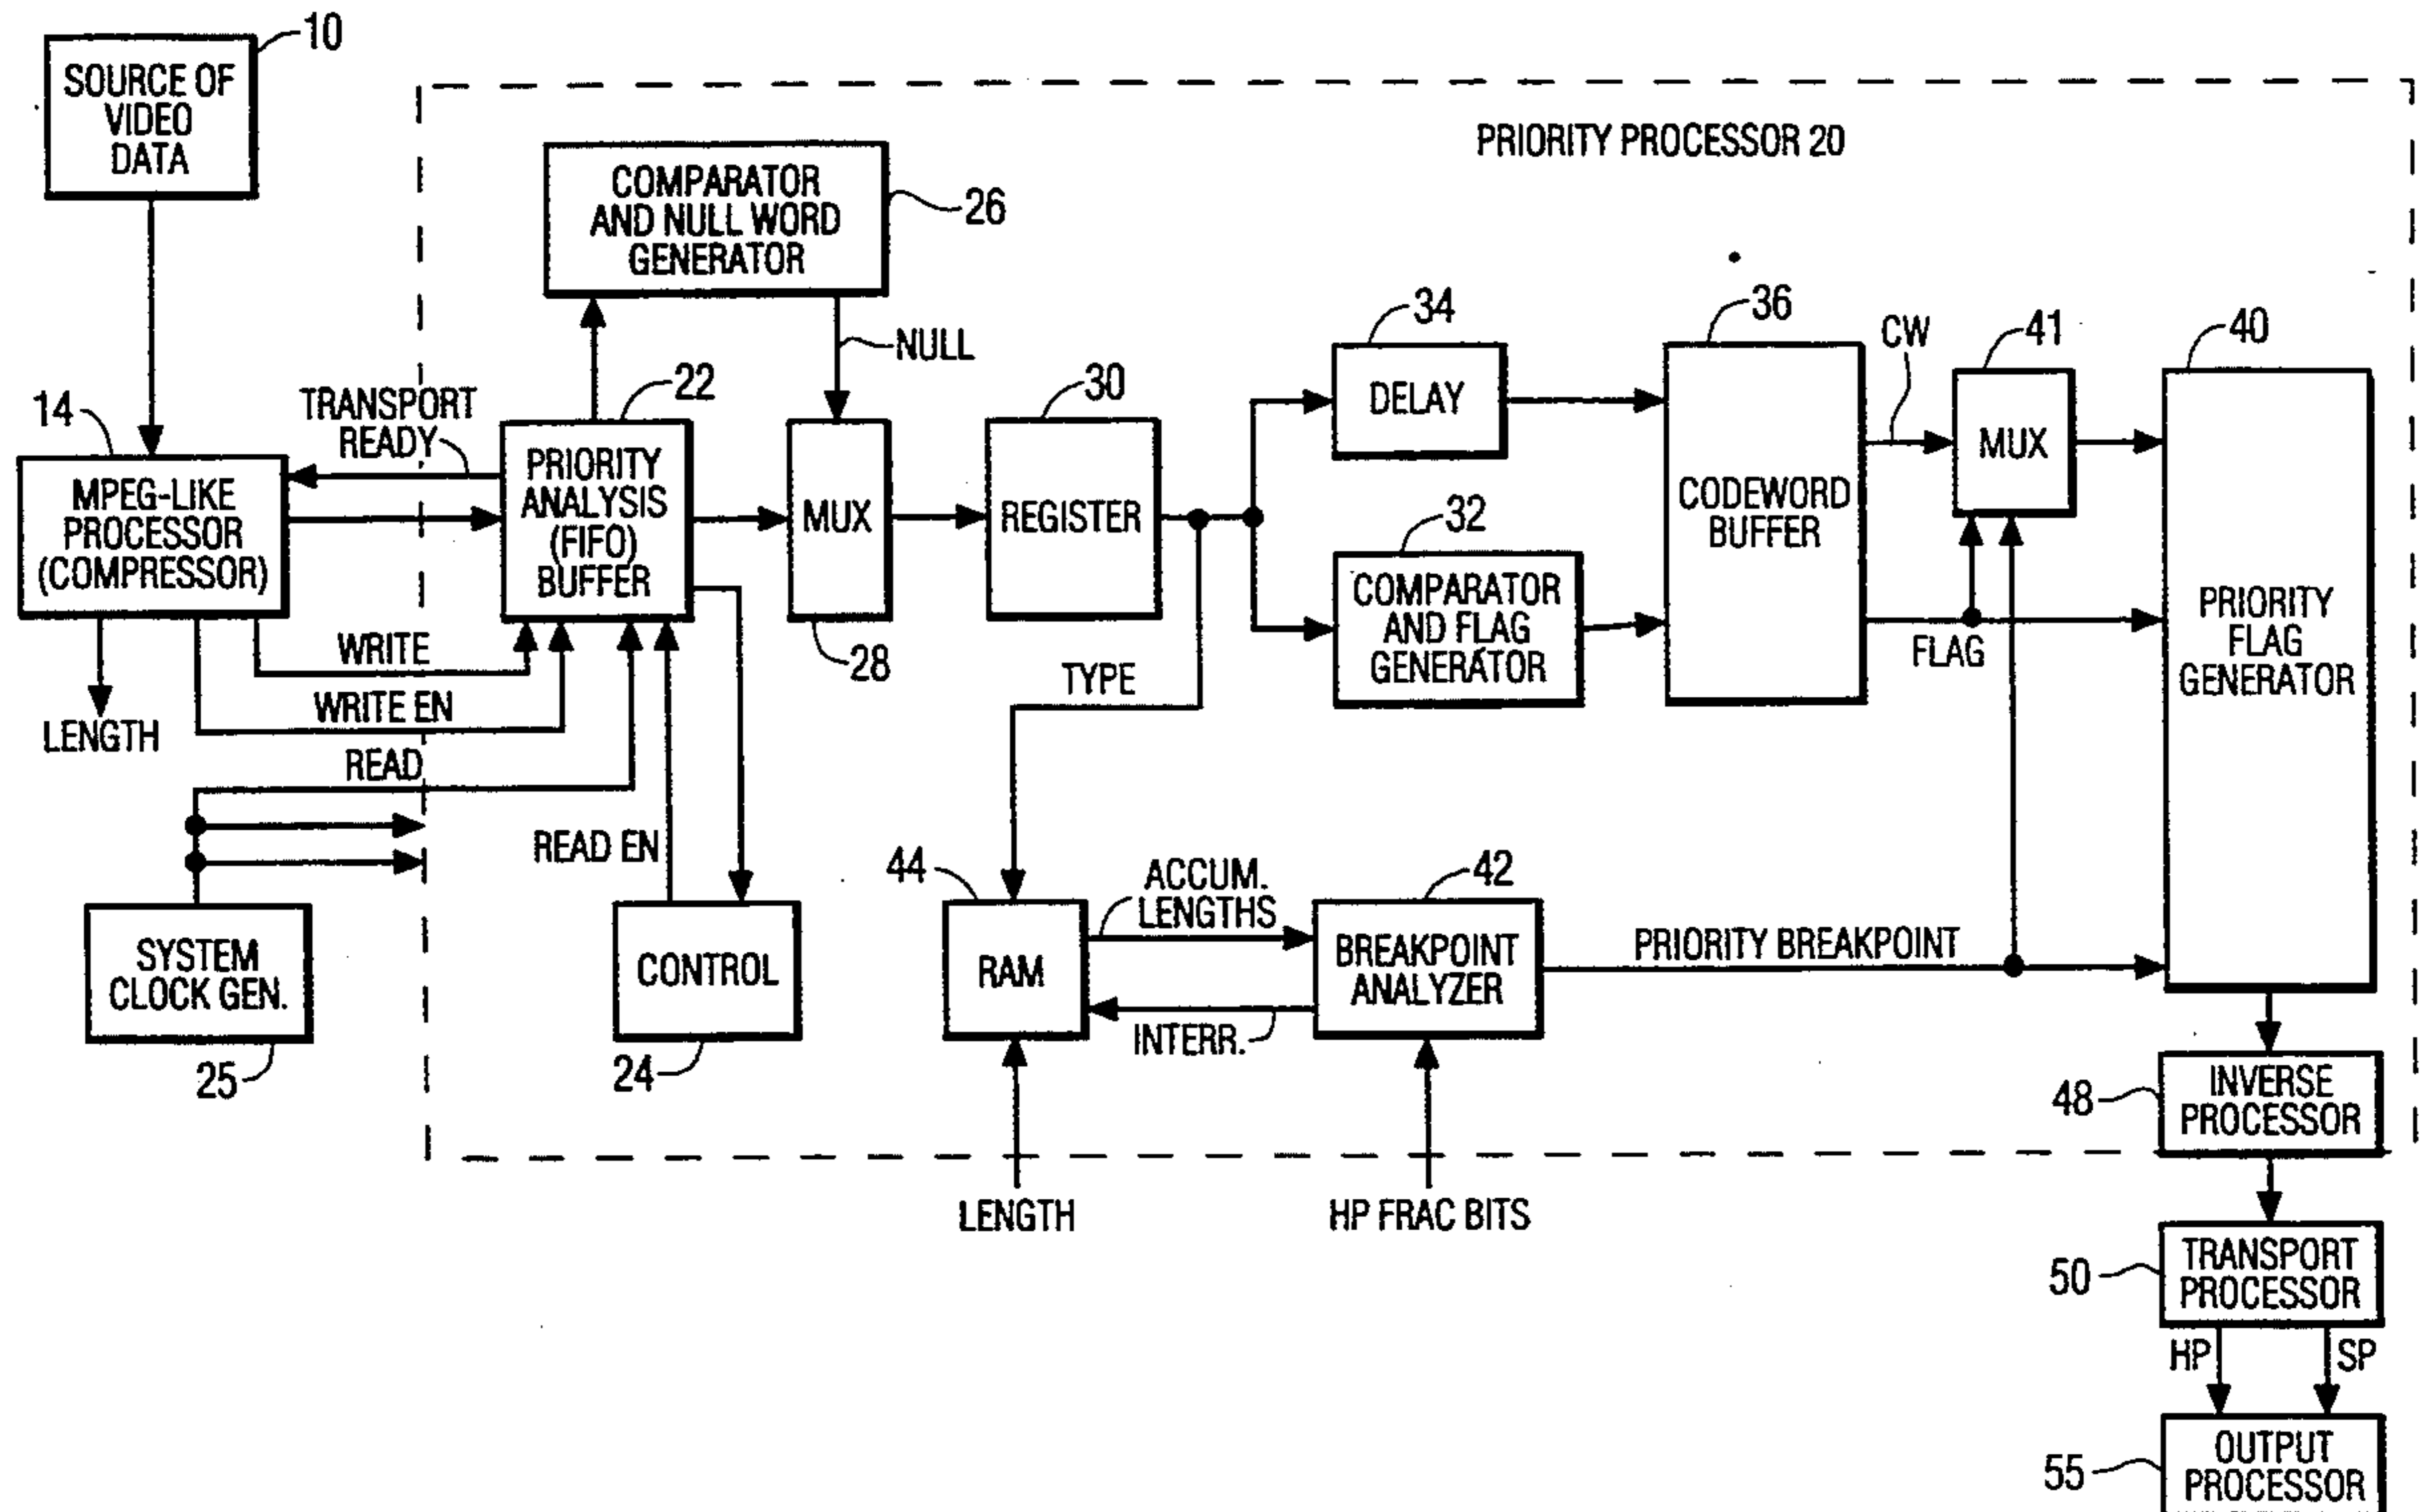 10
SOURCE OF
VIDEO
DATA
PRIORITY PROCESSOR 20
COMPARATOR
AND NULL WORD
GENERATOR
26
NULL
14
MPEG-LIKE
PROCESSOR
(COMPRESSOR)
TRANSPORT
READY
22
PRIORITY
ANALYSIS
(FIFO)
BUFFER
MUX
28
30
REGISTER
34
DELAY
32
COMPARATOR
AND FLAG
GENERATOR
36
CODEWORD
BUFFER
CW
FLAG
41
MUX
40
PRIORITY
FLAG
GENERATOR
LENGTH
WRITE
WRITE EN
READ
READ EN
TYPE
SYSTEM
CLOCK GEN.
25
CONTROL
24
44
RAM
ACCUM.
LENGTHS
INTERR.
42
BREAKPOINT
ANALYZER
PRIORITY BREAKPOINT
LENGTH
HP FRAC BITS
48
INVERSE
PROCESSOR
50
TRANSPORT
PROCESSOR
HP
SP
55
OUTPUT
PROCESSOR